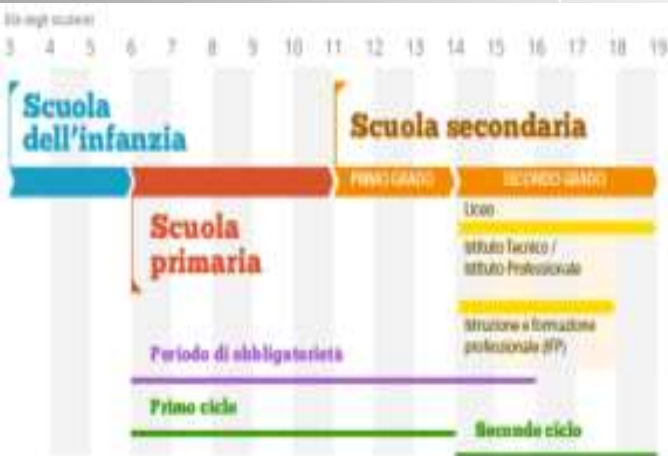 Età degli studenti
3 4 5 6 7 8 9 10 11 12 13 14 15 16 17 18 19
Scuola
dell'infanzia
Scuola secondaria
PRIMO GRADO
SECONDO GRADO
Scuola
primaria
Liceo
Istituto Tecnico /
Istituto Professionale
Istruzione e formazione
professionale (IFP)
Periodo di obbligatorietà
Primo ciclo
Secondo ciclo